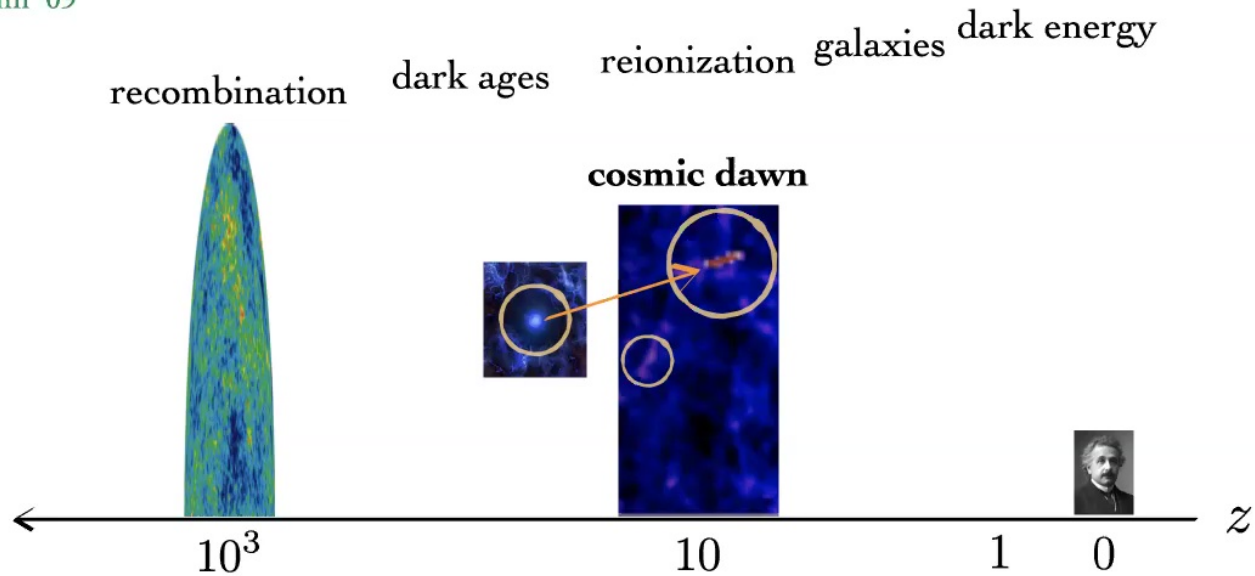 recombination
dark ages
reionization
galaxies
dark energy
cosmic dawn
z
10³
10
1
0